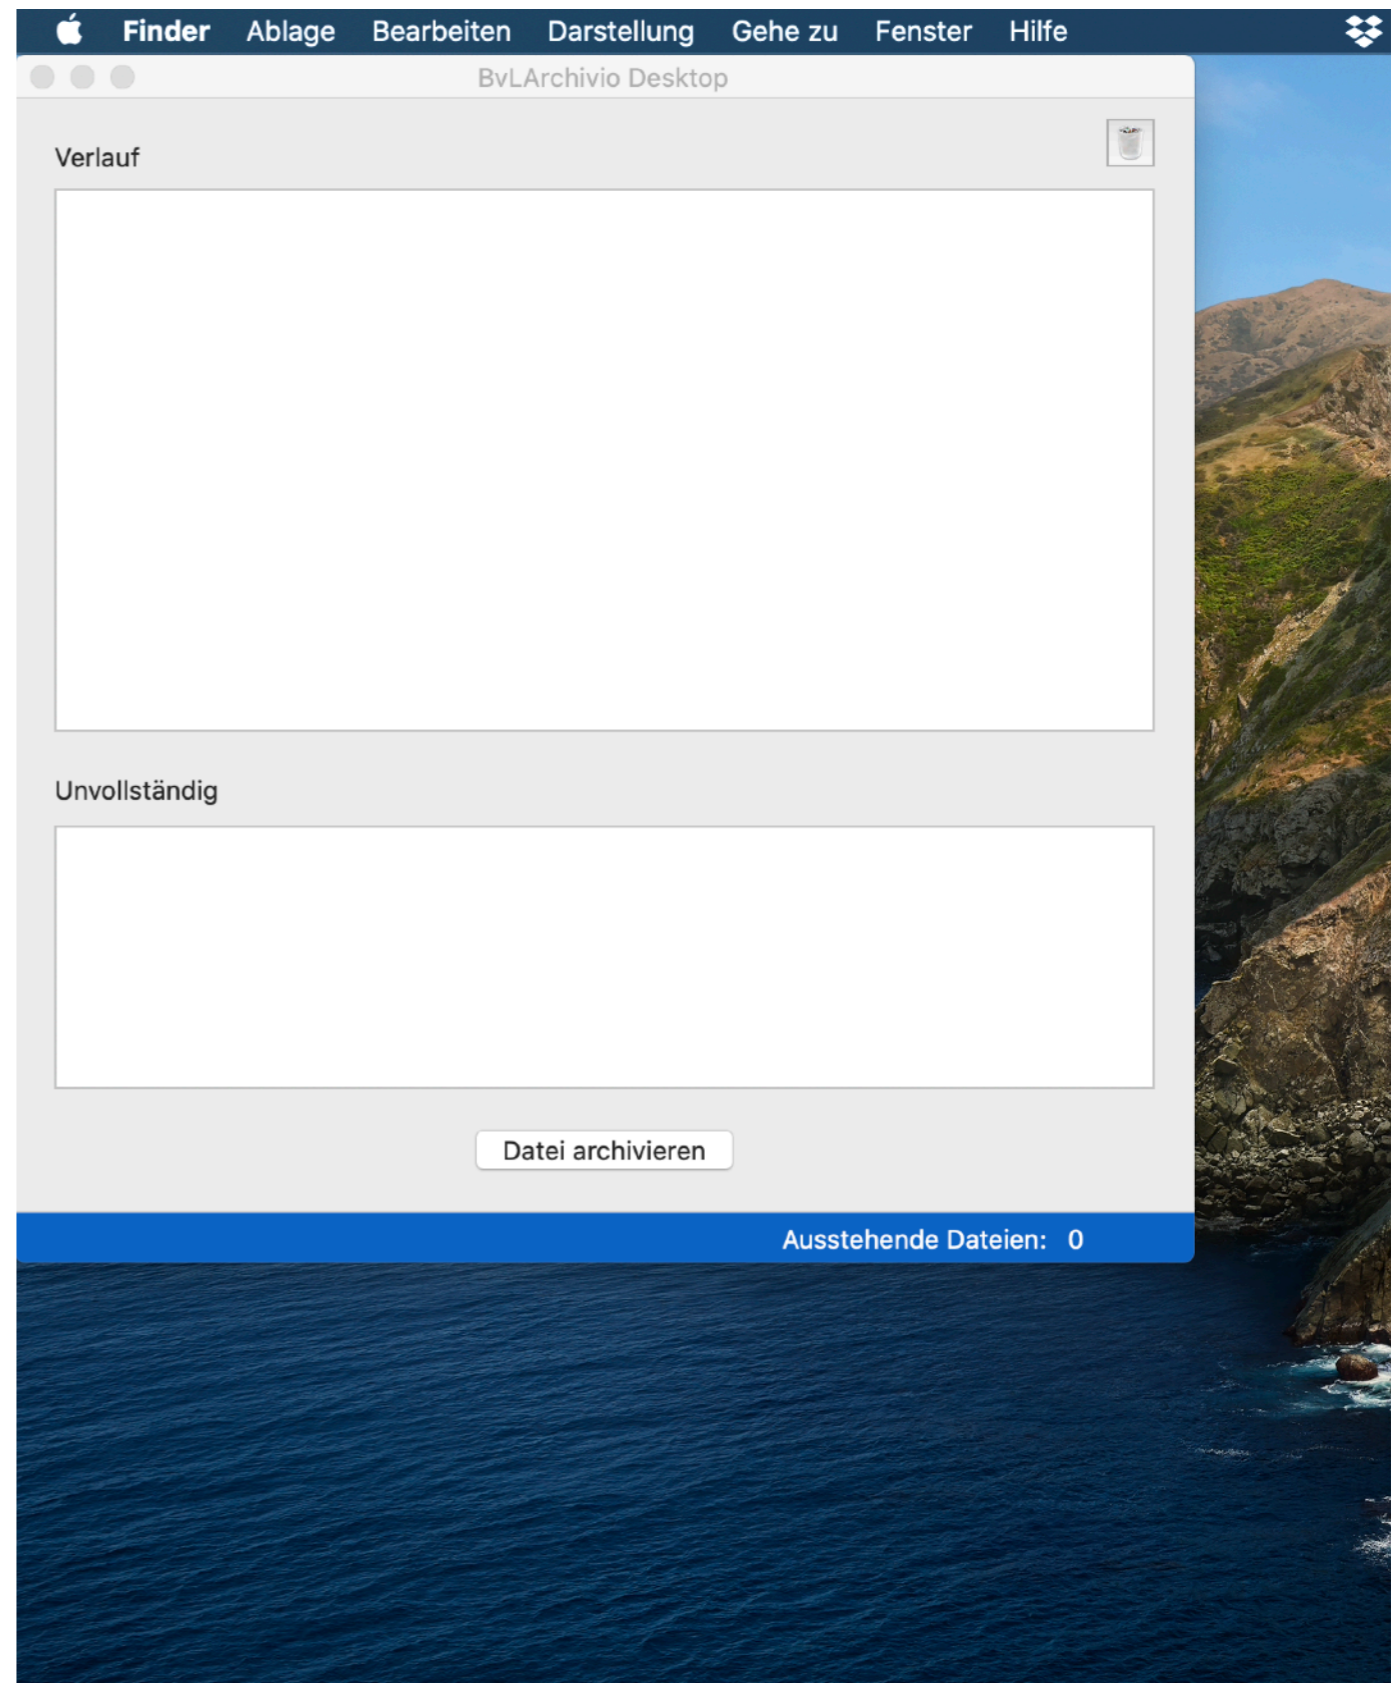 Finder Ablage Bearbeiten Darstellung Gehe zu Fenster Hilfe
BvLArchivio Desktop
Verlauf
Unvollständig
Datei archivieren
Ausstehende Dateien: 0